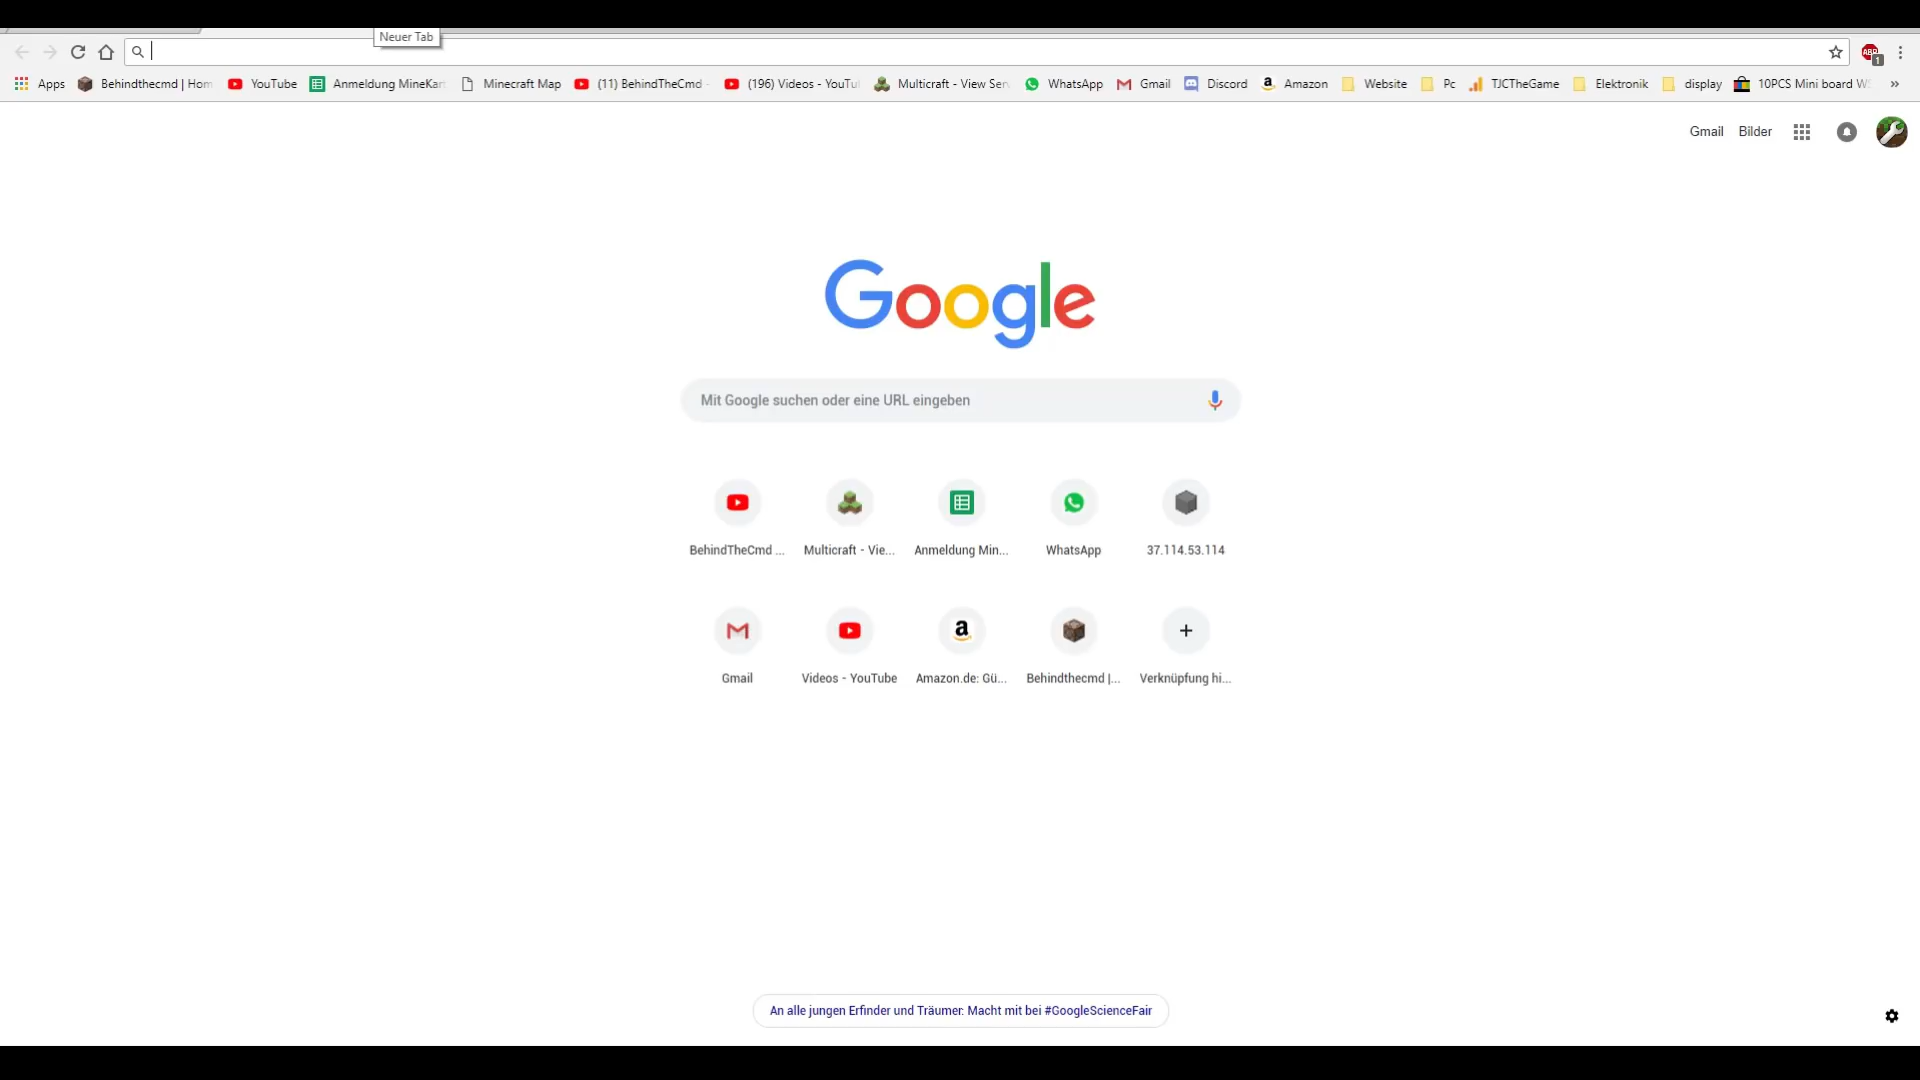 Neuer Tab
ABP 1
Apps Behindthecmd | Hom YouTube Anmeldung MineKar Minecraft Map (11) BehindTheCmd - (196) Videos - YouTu Multicraft - View Serv WhatsApp Gmail Discord Amazon Website Pc TJCTheGame Elektronik display 10PCS Mini board W »
Gmail Bilder
Google
Mit Google suchen oder eine URL eingeben
BehindTheCmd ... Multicraft - Vie... Anmeldung Min... WhatsApp 37.114.53.114
Gmail Videos - YouTube Amazon.de: Gü... Behindthecmd |... Verknüpfung hi...
An alle jungen Erfinder und Träumer: Macht mit bei #GoogleScienceFair